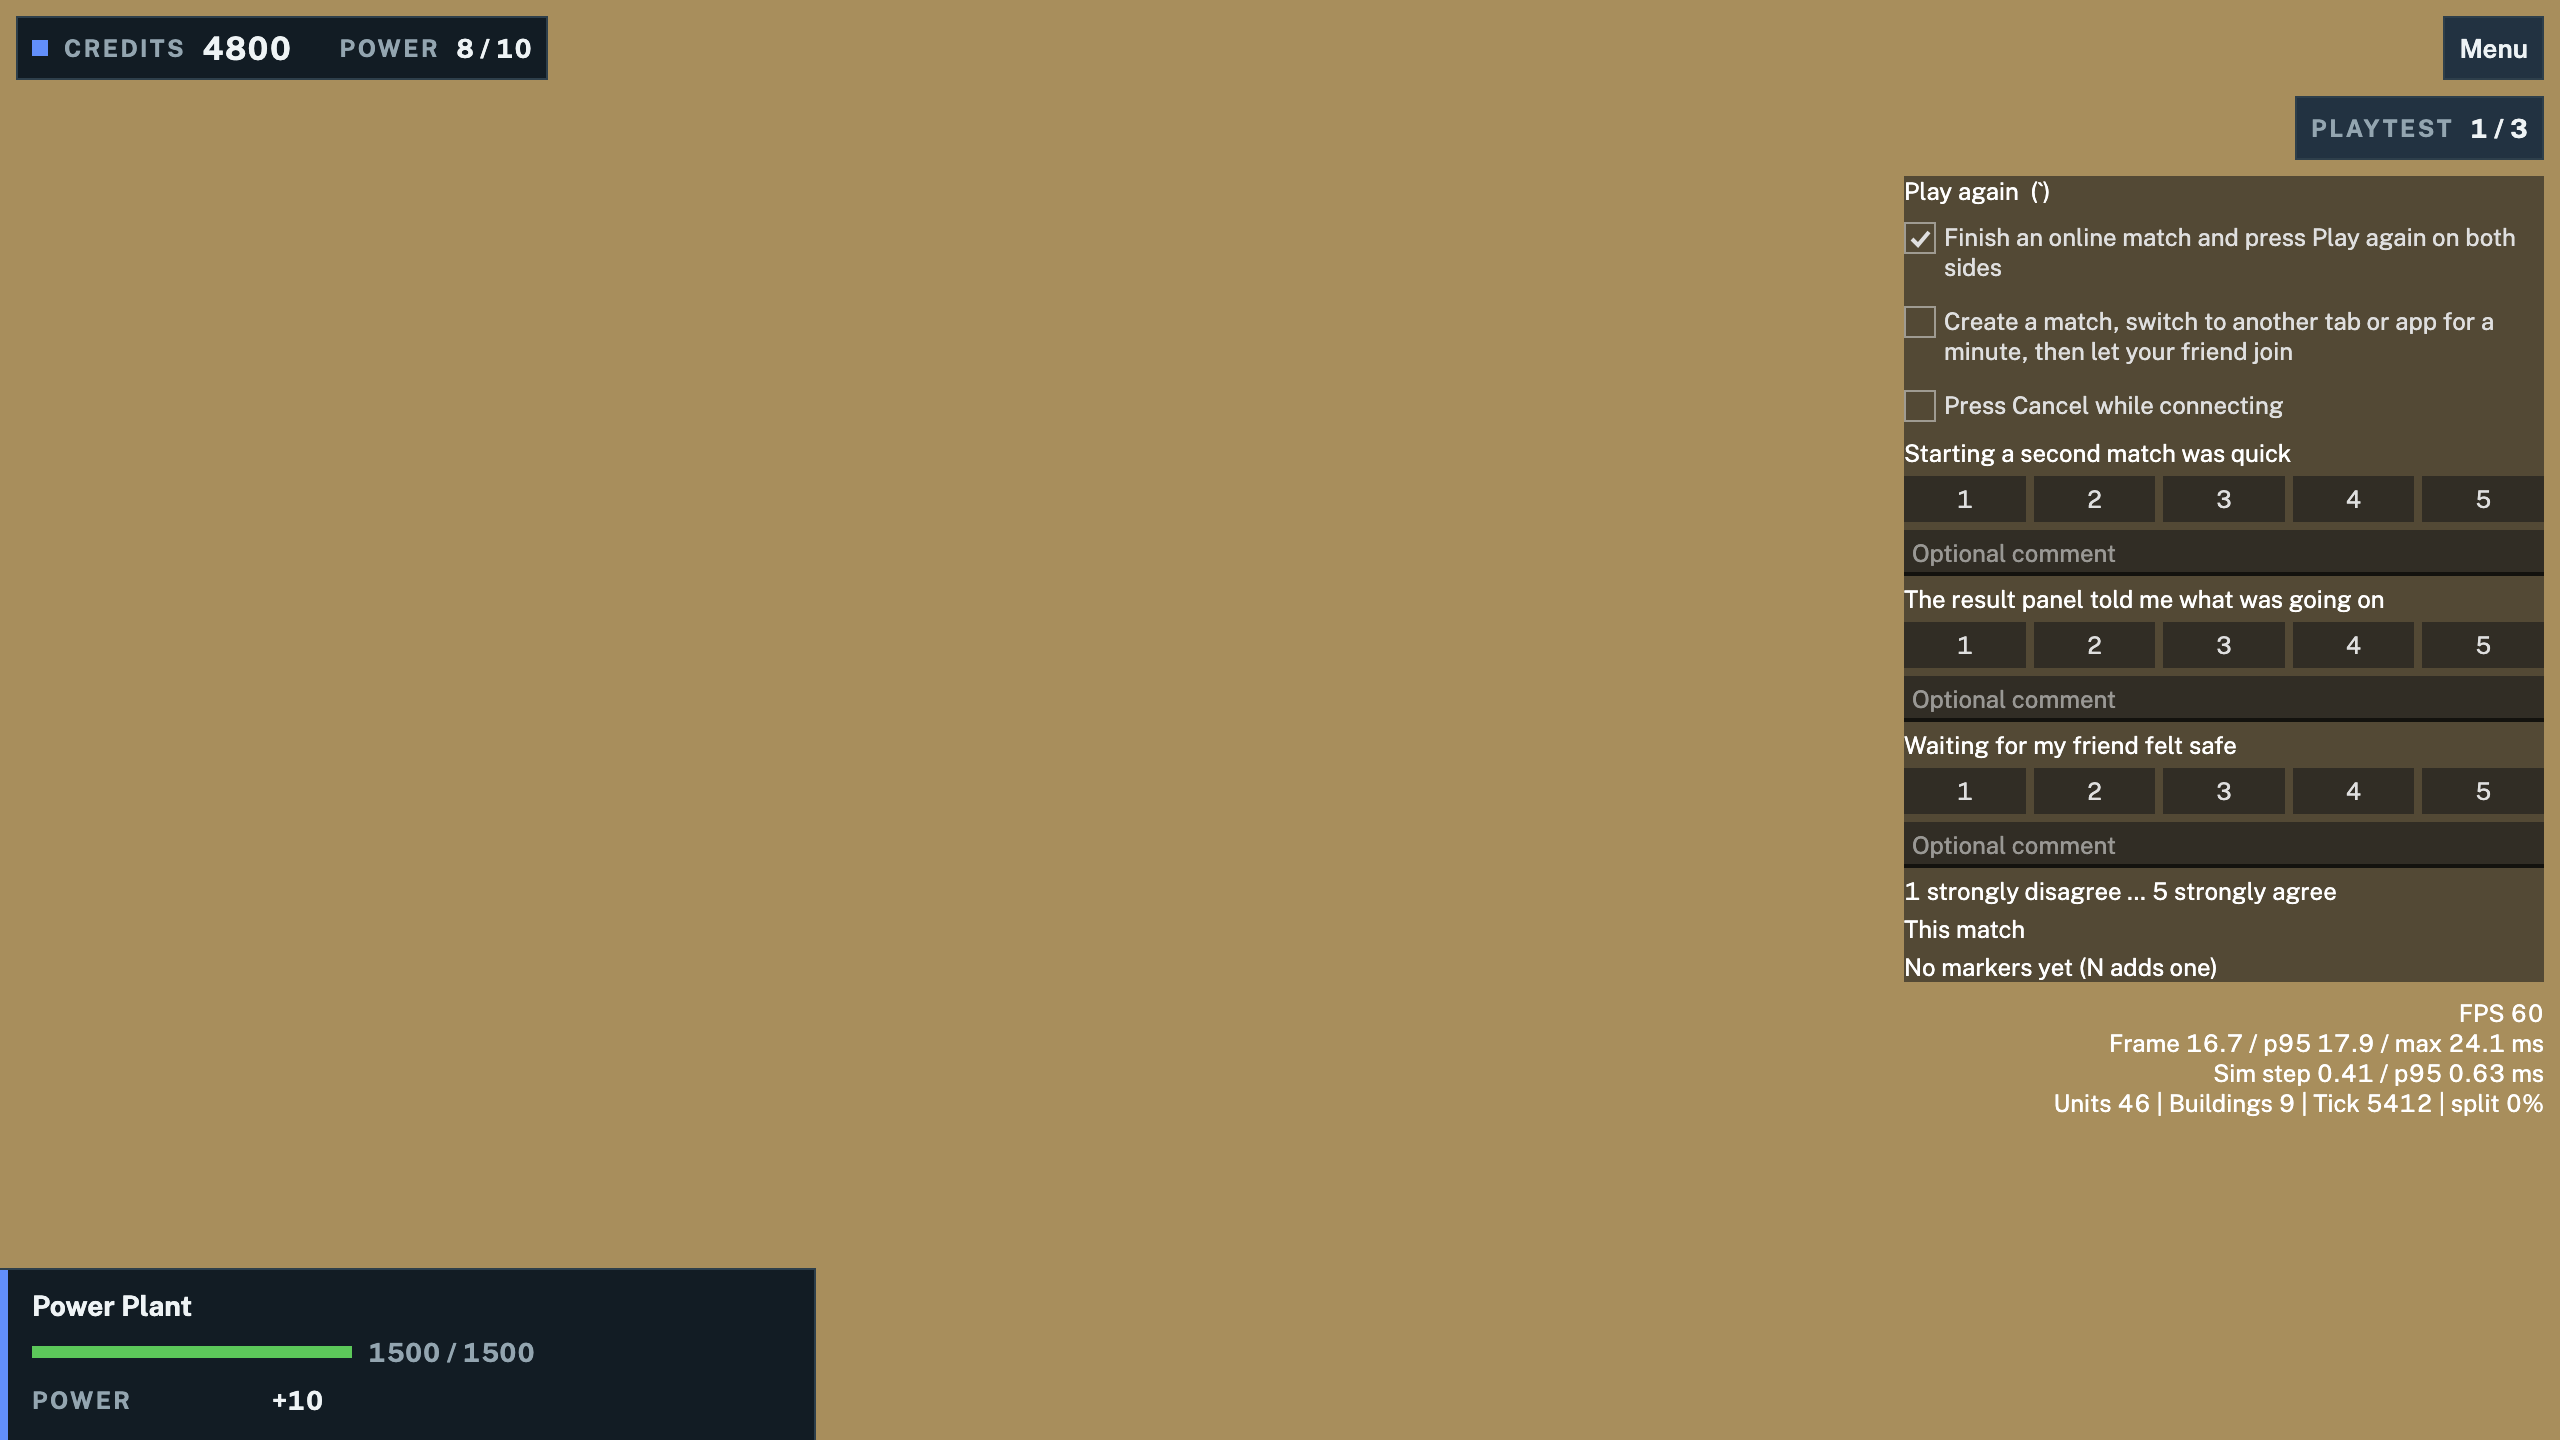 CREDITS 4800 POWER 8 / 10
Menu
PLAYTEST 1 / 3
Play again (`)
Finish an online match and press Play again on both
sides
Create a match, switch to another tab or app for a
minute, then let your friend join
Press Cancel while connecting
Starting a second match was quick
1 2 3 4 5
Optional comment
The result panel told me what was going on
1 2 3 4 5
Optional comment
Waiting for my friend felt safe
1 2 3 4 5
Optional comment
1 strongly disagree ... 5 strongly agree
This match
No markers yet (N adds one)
FPS 60
Frame 16.7 / p95 17.9 / max 24.1 ms
Sim step 0.41 / p95 0.63 ms
Units 46 | Buildings 9 | Tick 5412 | split 0%
Power Plant
1500 / 1500
POWER +10